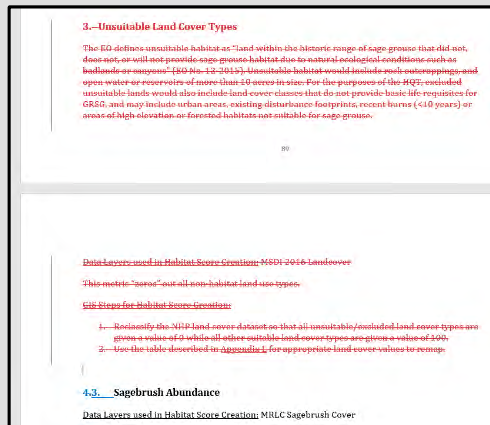 3. Unsuitable Land Cover Types
The EO defines unsuitable habitat as "land within the historic range of sage grouse that did not,
does not, or will not provide sage grouse habitat due to natural ecological conditions such as
badlands or canyons" (EO No. 12-2015). Unsuitable habitat would include rock outcroppings, and
open water or reservoirs of more than 10 acres in size. For the purposes of the HQT, excluded
unsuitable lands would also include land cover classes that do not provide basic life requisites for
GRSG, and may include urban areas, existing disturbance footprints, recent burns (<10 years) or
areas of high elevation or forested habitats not suitable for sage grouse.
89
Data Layers used in Habitat Score Creation: MSDI 2016 Landcover
This metric "zeros" out all non-habitat land use types.
GIS Steps for Habitat Score Creation:
1. Reclassify the NHP land cover dataset so that all unsuitable/excluded land cover types are
given a value of 0 while all other suitable land cover types are given a value of 100.
2. Use the table described in Appendix L for appropriate land cover values to remap.
4.3. Sagebrush Abundance
Data Layers used in Habitat Score Creation: MRLC Sagebrush Cover